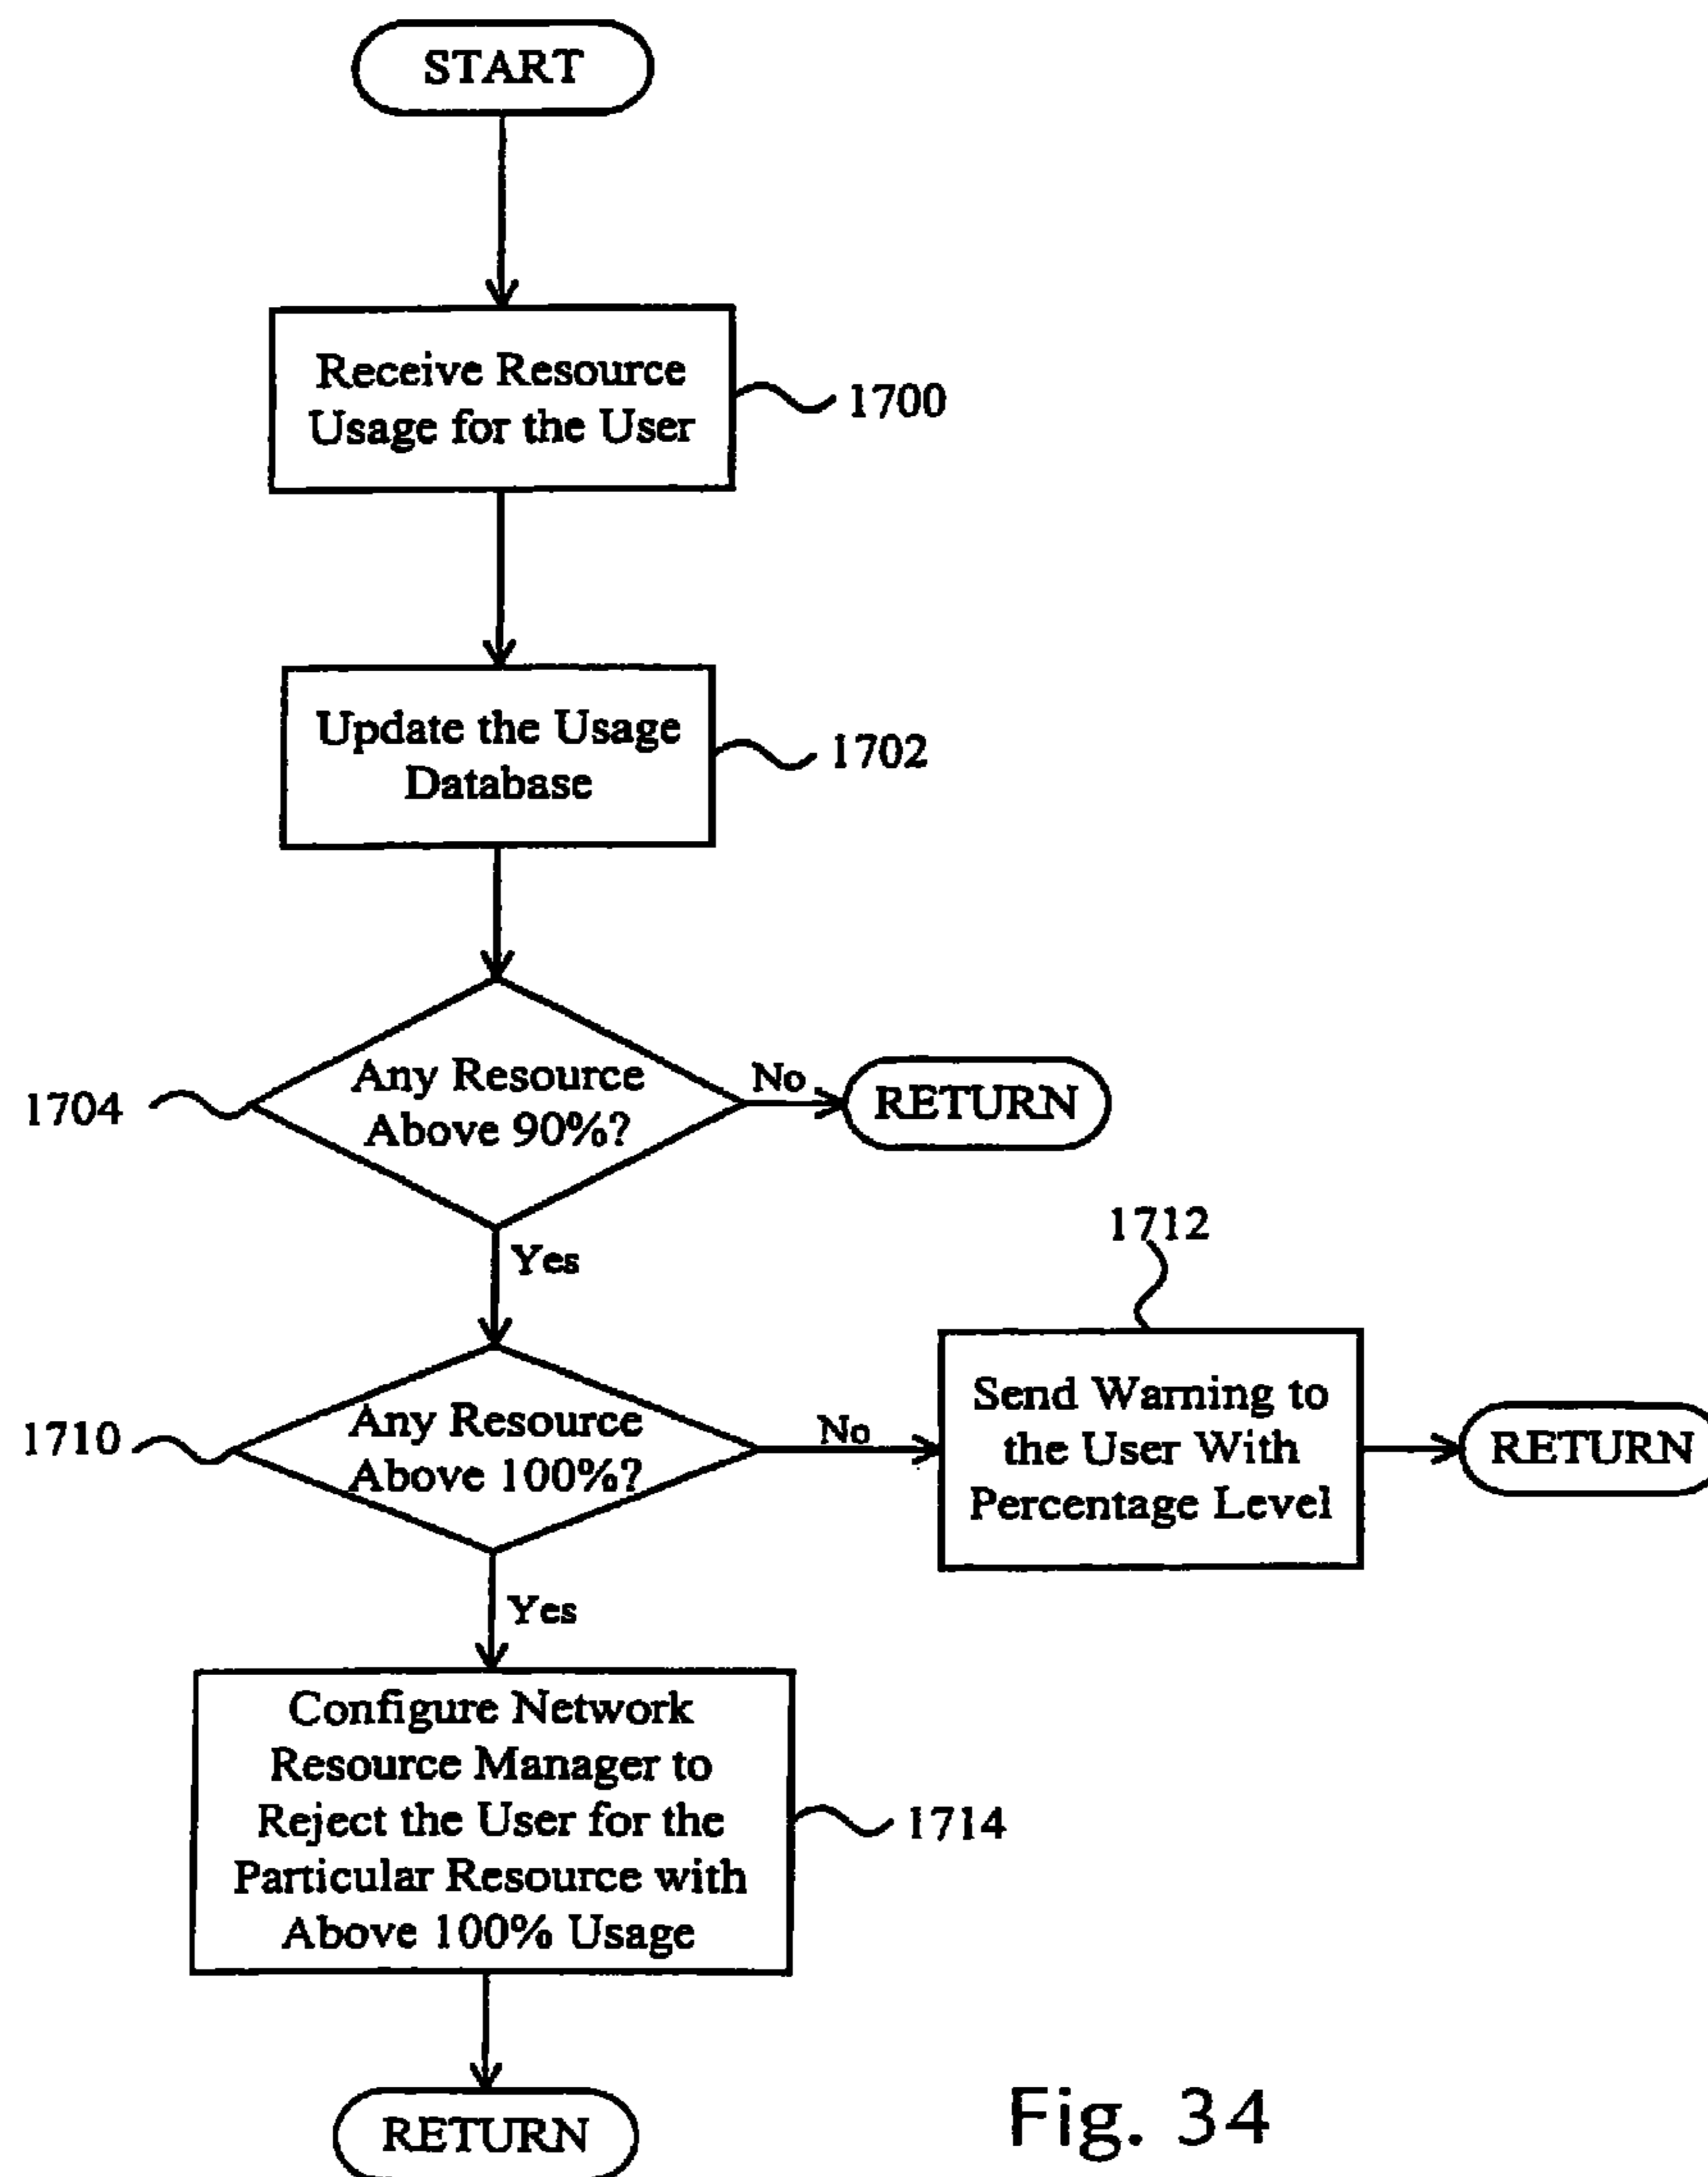 START
Receive Resource
Usage for the User
1700
Update the Usage
Database
1702
Any Resource
Above 90%?
1704
No
RETURN
Yes
Any Resource
Above 100%?
1710
No
1712
Send Warning to
the User With
Percentage Level
RETURN
Yes
Configure Network
Resource Manager to
Reject the User for the
Particular Resource with
Above 100% Usage
1714
RETURN
Fig. 34